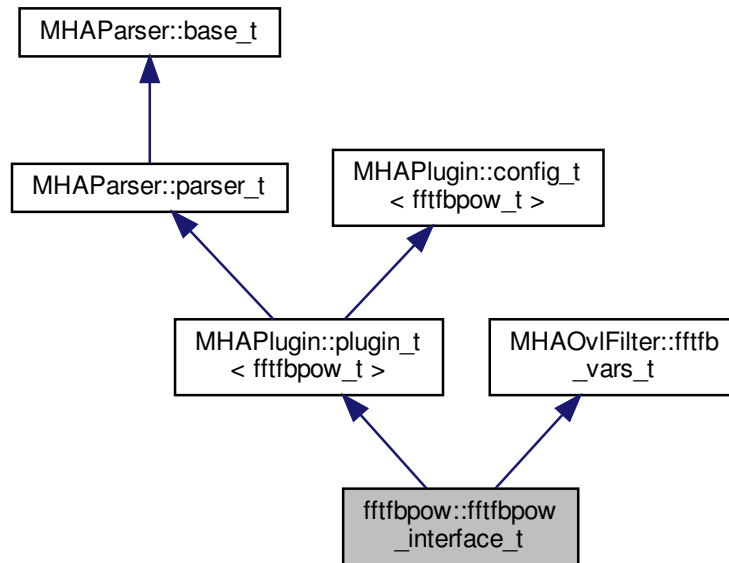 MHAParser::base_t
MHAParser::parser_t
MHAPlugin::config_t
< fftfbpow_t >
MHAPlugin::plugin_t
< fftfbpow_t >
MHAOvlFilter::fftfb
_vars_t
fftfbpow::fftfbpow
_interface_t